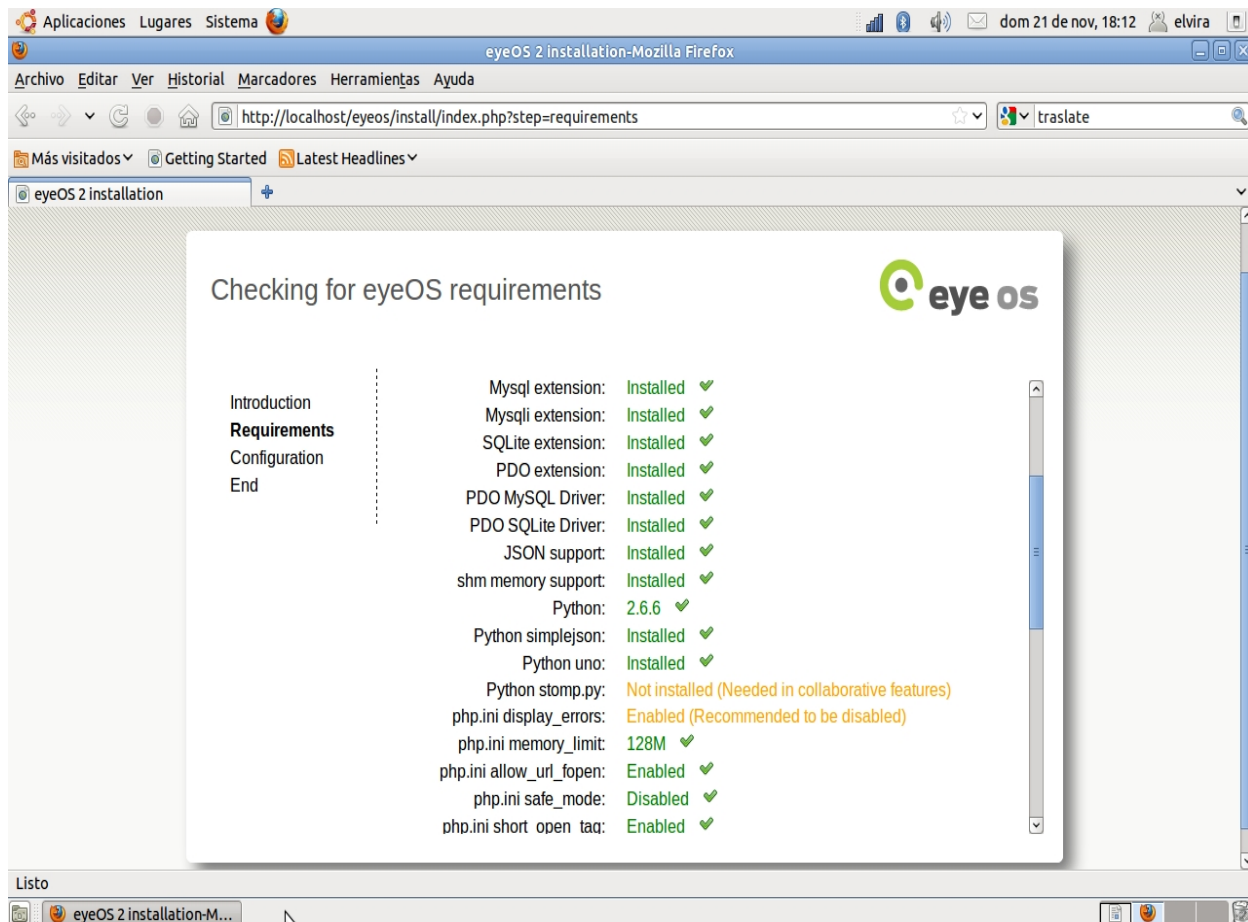 Aplicaciones Lugares Sistema dom 21 de nov, 18:12 elvira
eyeOS 2 installation-Mozilla Firefox
Archivo Editar Ver Historial Marcadores Herramientas Ayuda
http://localhost/eyeos/install/index.php?step=requirements traslate
Más visitados Getting Started Latest Headlines
eyeOS 2 installation
Checking for eyeOS requirements
eye os
Introduction
Requirements
Configuration
End
Mysql extension: Installed
Mysqli extension: Installed
SQLite extension: Installed
PDO extension: Installed
PDO MySQL Driver: Installed
PDO SQLite Driver: Installed
JSON support: Installed
shm memory support: Installed
Python: 2.6.6
Python simplejson: Installed
Python uno: Installed
Python stomp.py: Not installed (Needed in collaborative features)
php.ini display_errors: Enabled (Recommended to be disabled)
php.ini memory_limit: 128M
php.ini allow_url_fopen: Enabled
php.ini safe_mode: Disabled
php.ini short_open_tag: Enabled
Listo
eyeOS 2 installation-M...